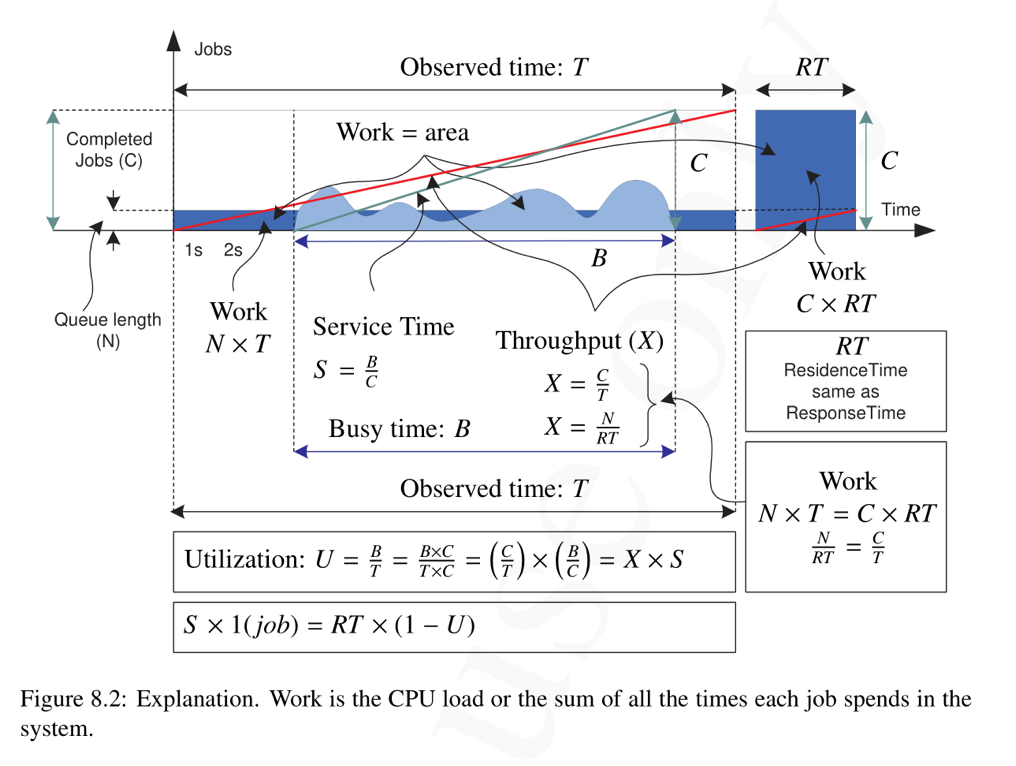 Jobs
Observed time: T
RT
Completed
Jobs (C)
Work = area
C
C
Time
1s 2s
B
Queue length
(N)
Work
N × T
Service Time
S = B/C
Throughput (X)
X = C/T
X = N/RT
Work
C × RT
Busy time: B
RT
ResidenceTime
same as
ResponseTime
Observed time: T
Work
N × T = C × RT
N/RT = C/T
Utilization: U = B/T = B×C/T×C = (C/T) × (B/C) = X × S
S × 1(job) = RT × (1 − U)
Figure 8.2: Explanation. Work is the CPU load or the sum of all the times each job spends in the
system.
use only